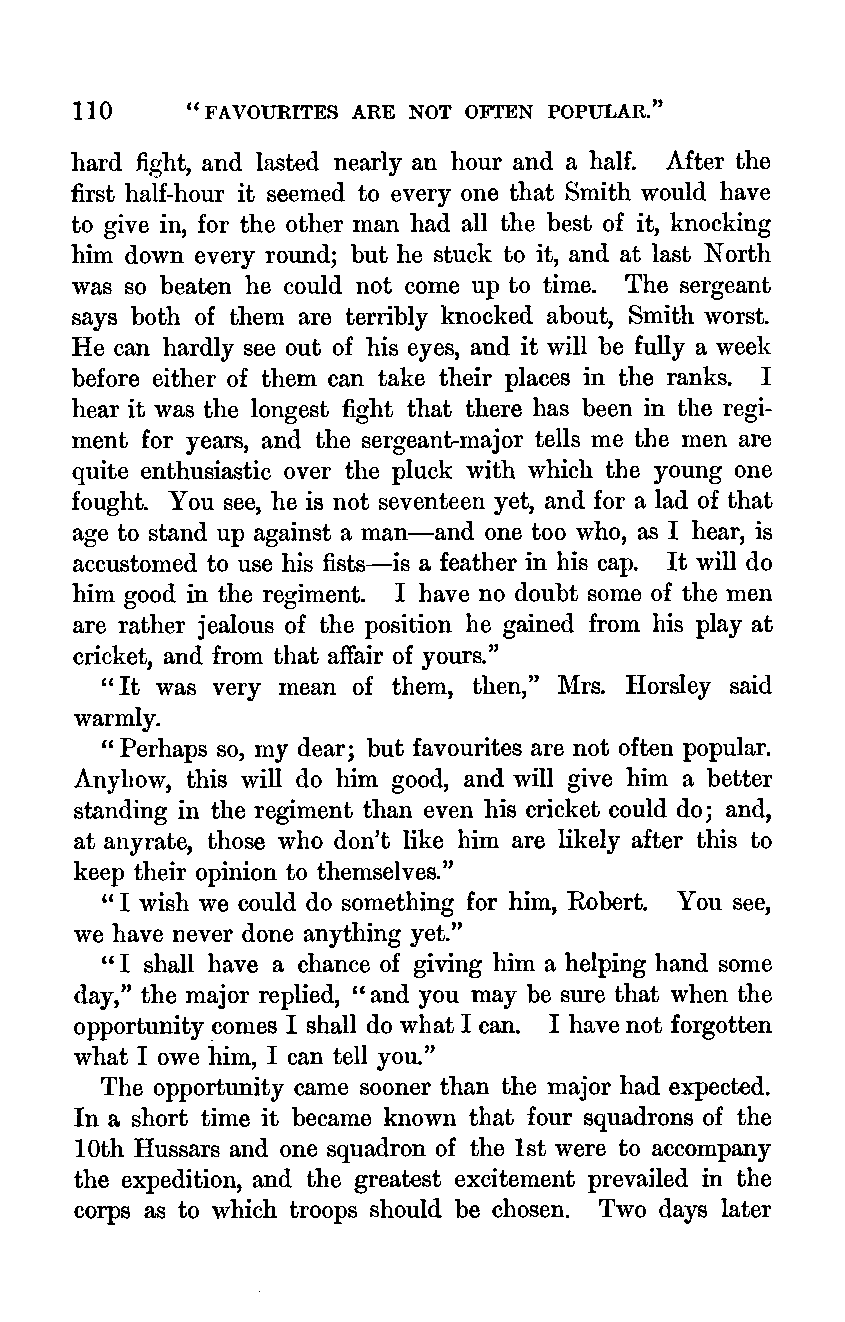 110 "FAVOURITES ARE NOT OFTEN POPULAR."
hard fight, and lasted nearly an hour and a half. After the
first half-hour it seemed to every one that Smith would have
to give in, for the other man had all the best of it, knocking
him down every round; but he stuck to it, and at last North
was so beaten he could not come up to time. The sergeant
says both of them are terribly knocked about, Smith worst.
He can hardly see out of his eyes, and it will be fully a week
before either of them can take their places in the ranks. I
hear it was the longest fight that there has been in the regi-
ment for years, and the sergeant-major tells me the men are
quite enthusiastic over the pluck with which the young one
fought. You see, he is not seventeen yet, and for a lad of that
age to stand up against a man—and one too who, as I hear, is
accustomed to use his fists—is a feather in his cap. It will do
him good in the regiment. I have no doubt some of the men
are rather jealous of the position he gained from his play at
cricket, and from that affair of yours."
"It was very mean of them, then," Mrs. Horsley said
warmly.
"Perhaps so, my dear; but favourites are not often popular.
Anyhow, this will do him good, and will give him a better
standing in the regiment than even his cricket could do; and,
at anyrate, those who don't like him are likely after this to
keep their opinion to themselves."
"I wish we could do something for him, Robert. You see,
we have never done anything yet."
"I shall have a chance of giving him a helping hand some
day," the major replied, "and you may be sure that when the
opportunity comes I shall do what I can. I have not forgotten
what I owe him, I can tell you."
The opportunity came sooner than the major had expected.
In a short time it became known that four squadrons of the
10th Hussars and one squadron of the 1st were to accompany
the expedition, and the greatest excitement prevailed in the
corps as to which troops should be chosen. Two days later